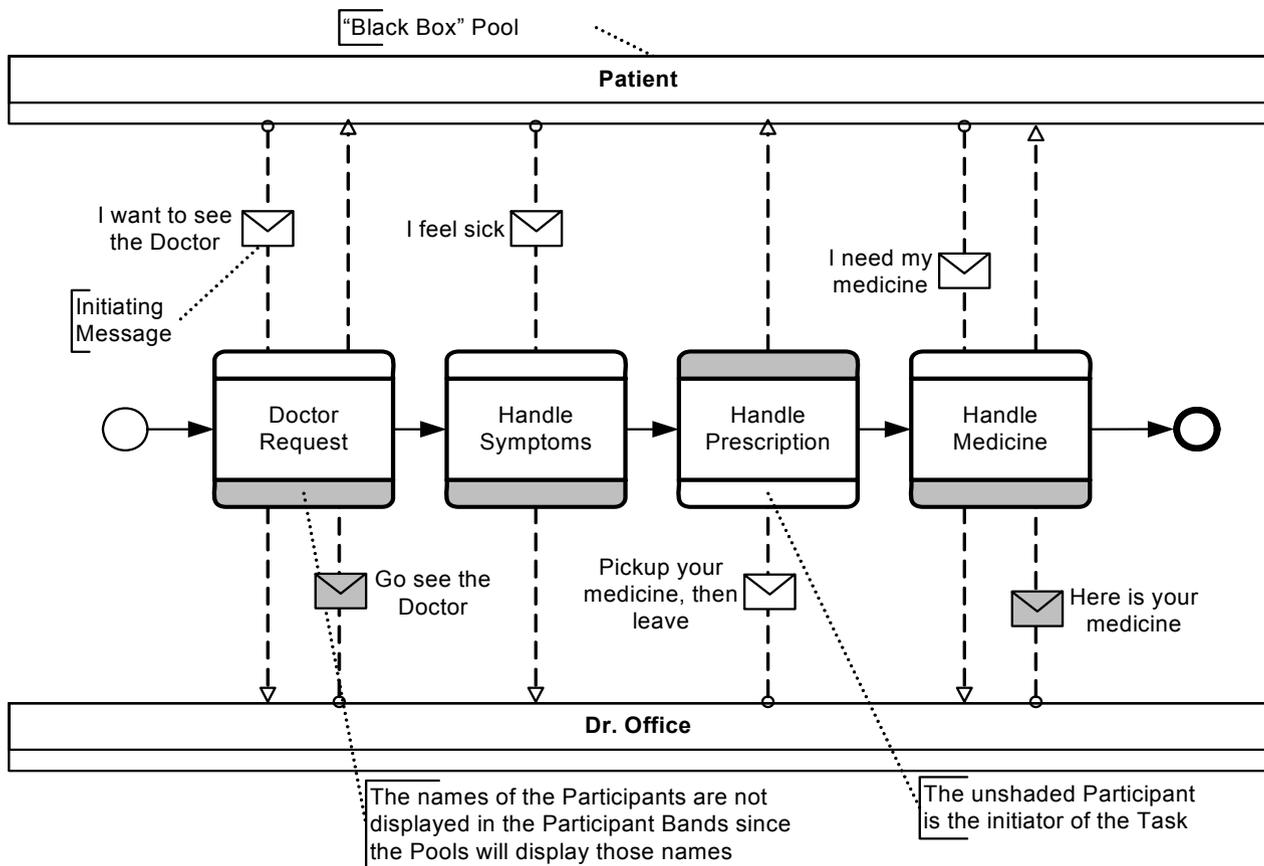 “Black Box” Pool
Patient
I want to see
the Doctor
I feel sick
I need my
medicine
Initiating
Message
Doctor
Request
Handle
Symptoms
Handle
Prescription
Handle
Medicine
Go see the
Doctor
Pickup your
medicine, then
leave
Here is your
medicine
Dr. Office
The names of the Participants are not
displayed in the Participant Bands since
the Pools will display those names
The unshaded Participant
is the initiator of the Task